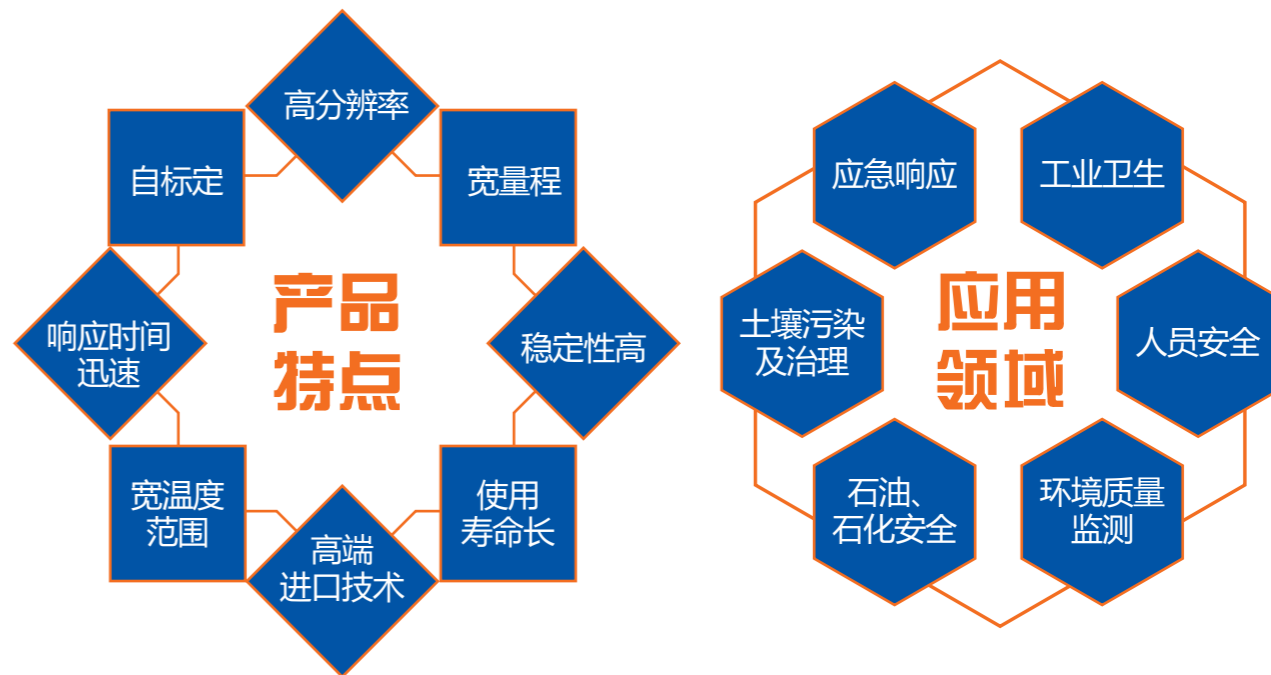 产品
特点
高分辨率
宽量程
稳定性高
使用
寿命长
高端
进口技术
宽温度
范围
响应时间
迅速
自标定
应用
领域
应急响应
工业卫生
人员安全
环境质量
监测
石油、
石化安全
土壤污染
及治理